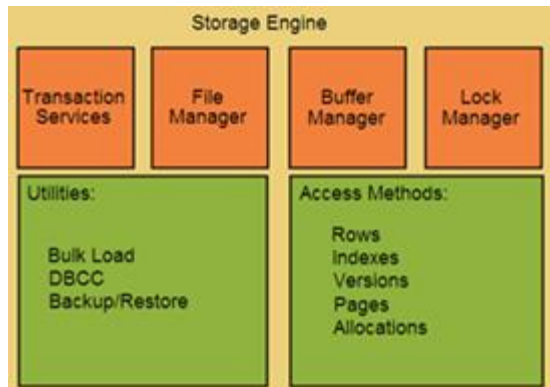 Storage Engine
Transaction
Services
File
Manager
Buffer
Manager
Lock
Manager
Utilities:
Bulk Load
DBCC
Backup/Restore
Access Methods:
Rows
Indexes
Versions
Pages
Allocations